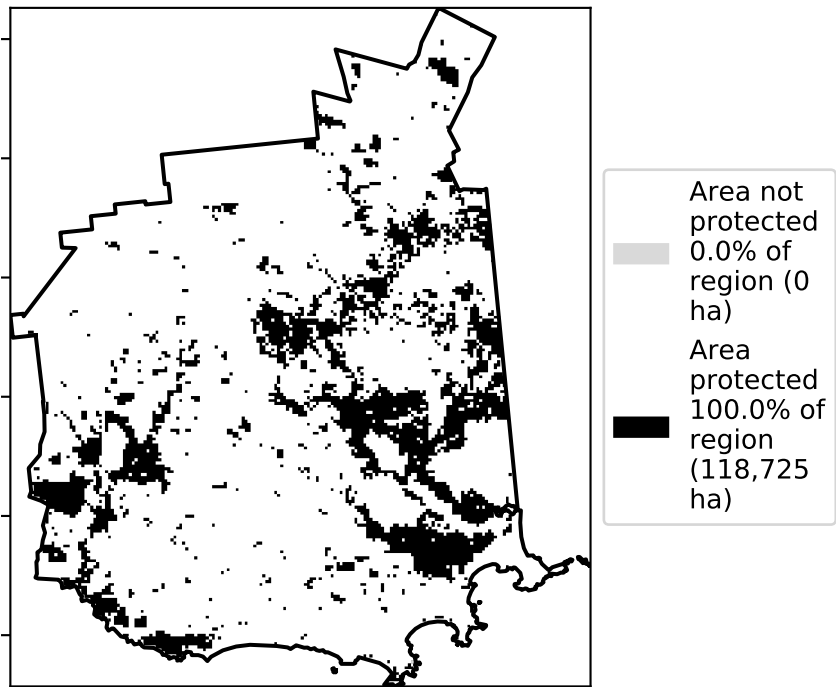 Area not
protected
0.0% of
region (0
ha)
Area
protected
100.0% of
region
(118,725
ha)